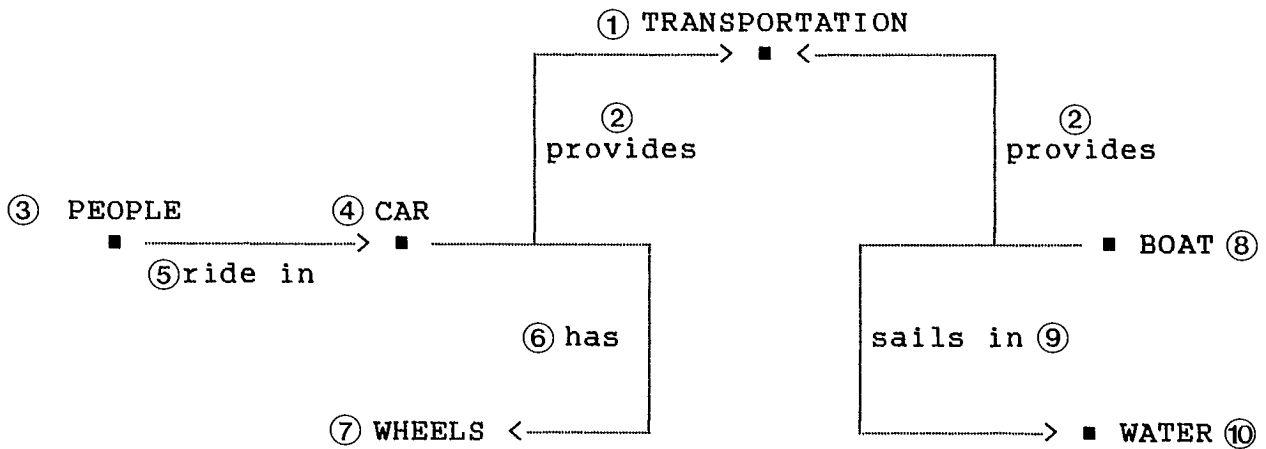 ① TRANSPORTATION
② ②
provides provides
③ PEOPLE ④ CAR
BOAT ⑧
⑤ride in
⑥ has sails in ⑨
⑦ WHEELS WATER ⑩